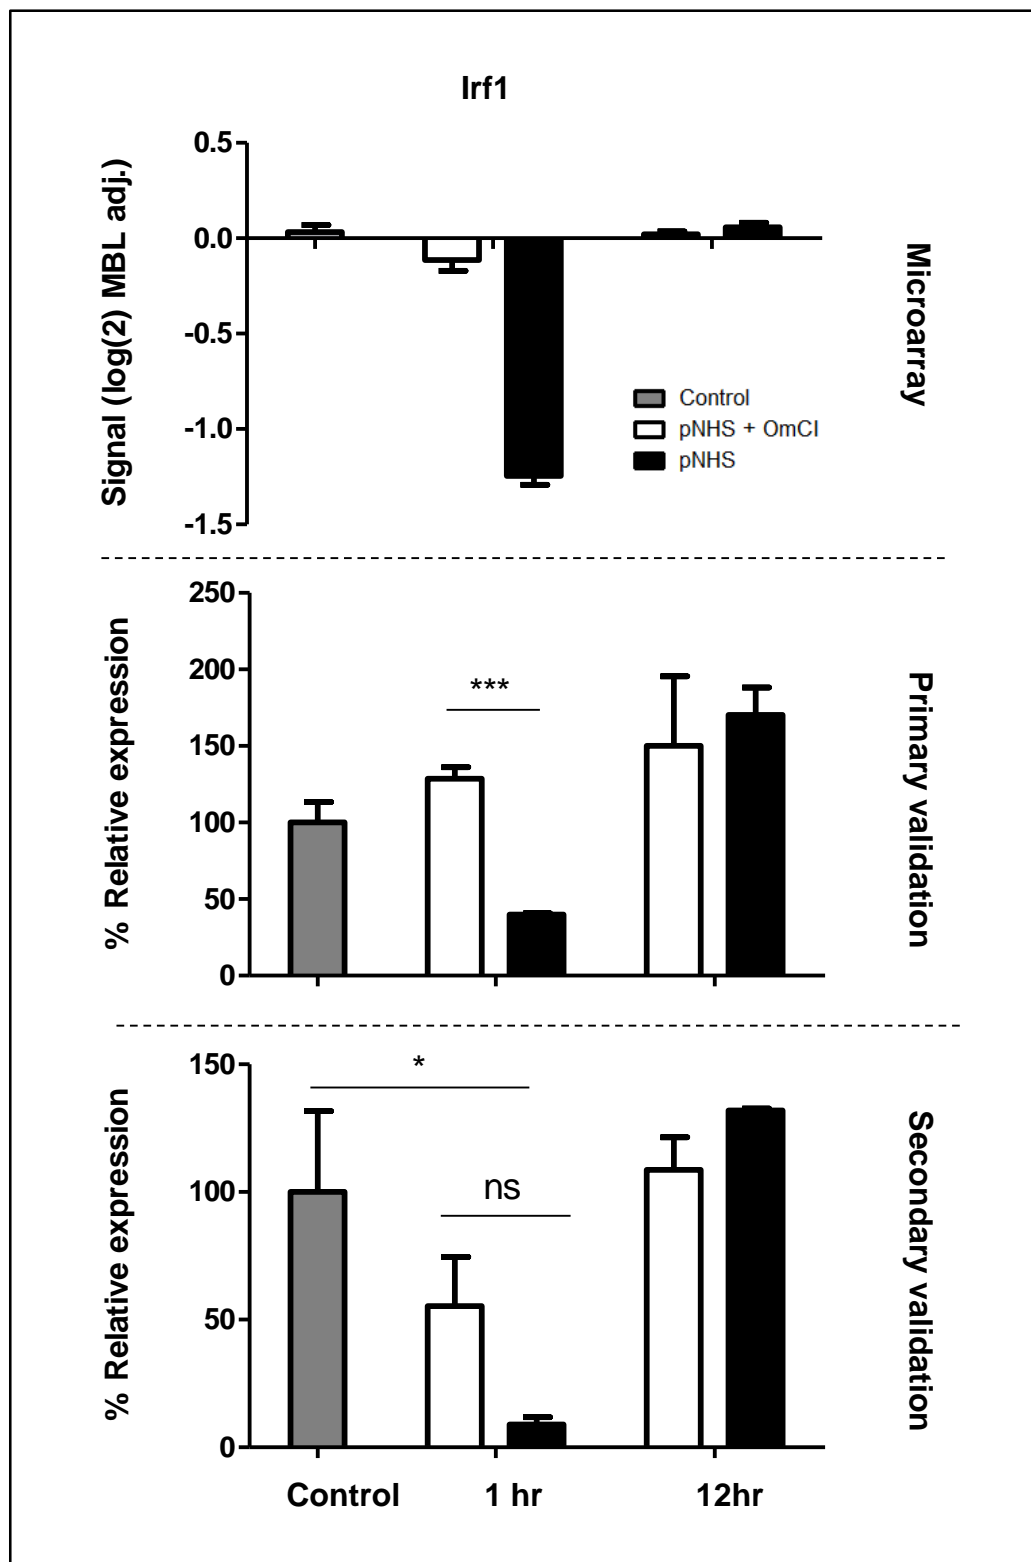 Irf1
Signal (log(2) MBL adj.)
0.5
0.0
-0.5
-1.0
-1.5
Control
pNHS + OmCI
pNHS
Microarray
% Relative expression
250
200
150
100
50
0
***
Primary validation
% Relative expression
150
100
50
0
*
ns
Secondary validation
Control
1 hr
12hr